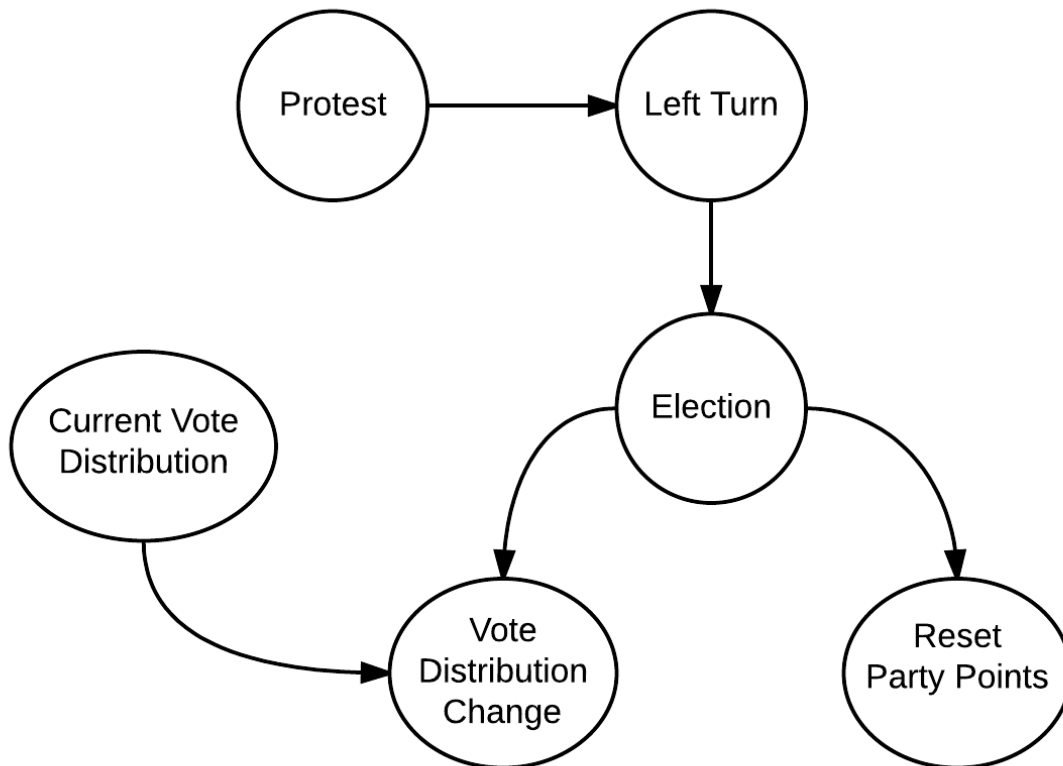 Protest
Left Turn
Election
Current Vote
Distribution
Vote
Distribution
Change
Reset
Party Points